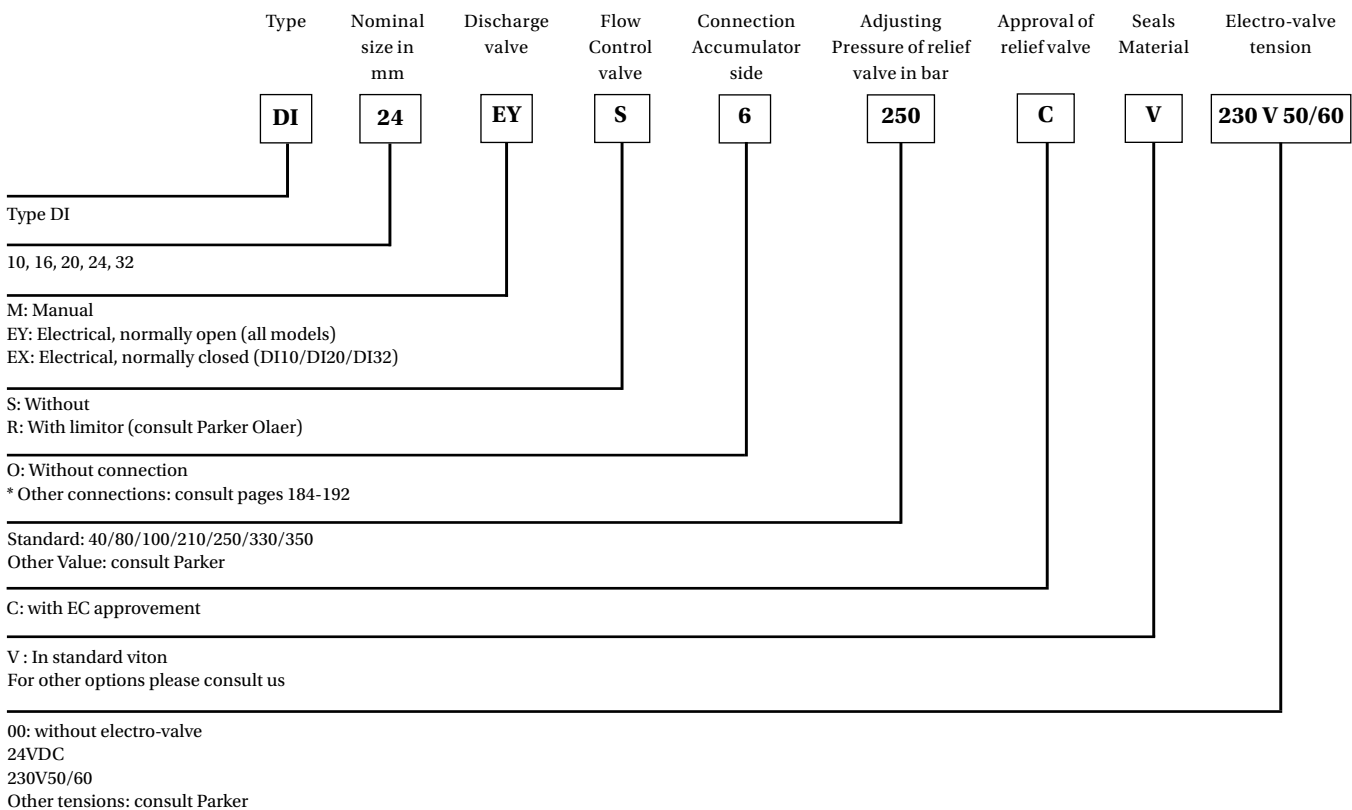 Type
Nominal
size in
mm
Discharge
valve
Flow
Control
valve
Connection
Accumulator
side
Adjusting
Pressure of relief
valve in bar
Approval of
relief valve
Seals
Material
Electro-valve
tension
DI
24
EY
S
6
250
C
V
230 V 50/60
Type DI
10, 16, 20, 24, 32
M: Manual
EY: Electrical, normally open (all models)
EX: Electrical, normally closed (DI10/DI20/DI32)
S: Without
R: With limitor (consult Parker Olaer)
O: Without connection
* Other connections: consult pages 184-192
Standard: 40/80/100/210/250/330/350
Other Value: consult Parker
C: with EC approvement
V : In standard viton
For other options please consult us
00: without electro-valve
24VDC
230V50/60
Other tensions: consult Parker